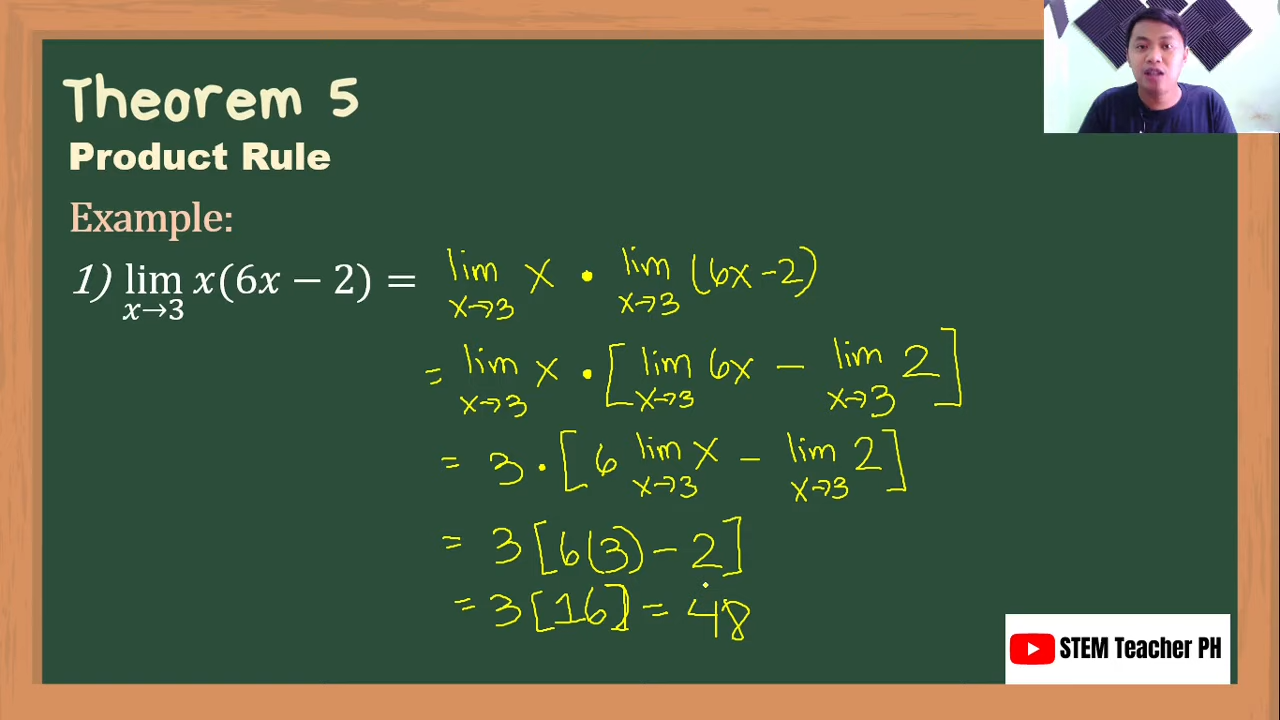 Theorem 5
Product Rule
Example:
1) lim x→3 x(6x − 2) = lim x→3 x • lim x→3 (6x - 2)
= lim x→3 x • [lim x→3 6x − lim x→3 2]
= 3 • [6 lim x→3 x − lim x→3 2]
= 3[6(3) − 2]
= 3[16] = 48
STEM Teacher PH